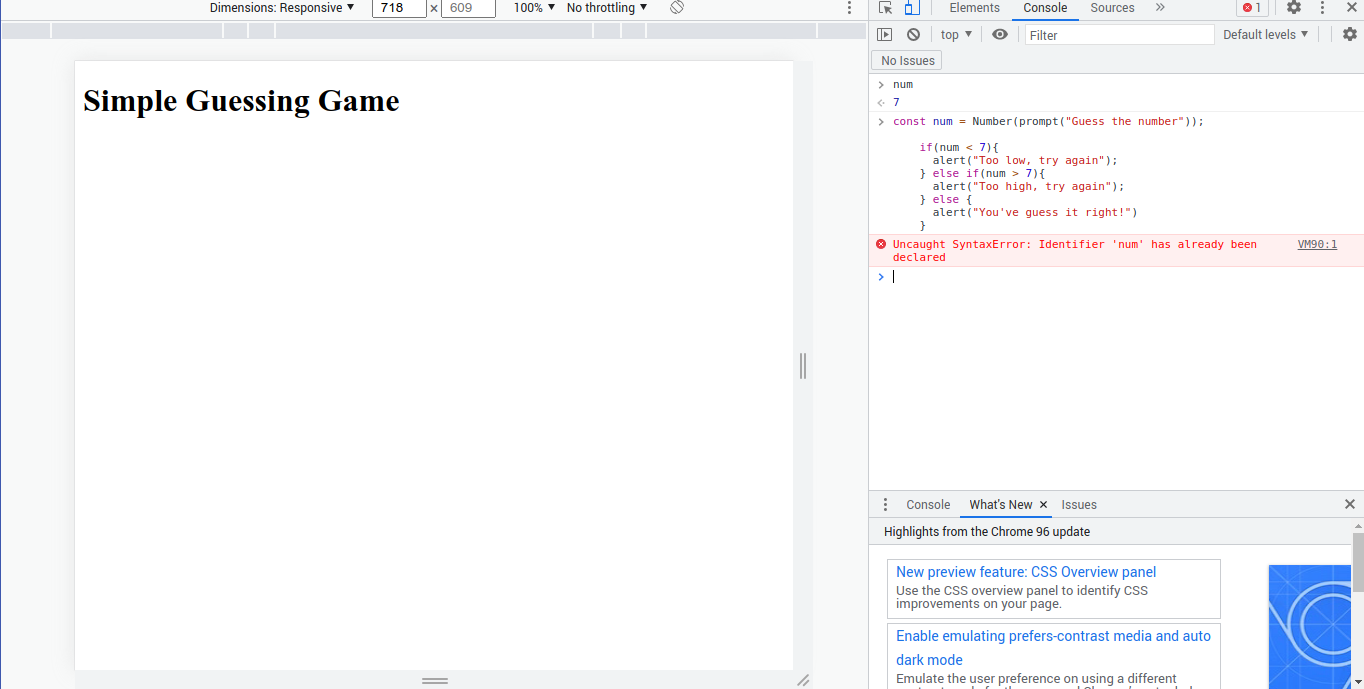 Dimensions: Responsive ▼ 718 × 609 100% ▼ No throttling ▼
Elements Console Sources » 1
top ▼ Filter Default levels ▼
No Issues
Simple Guessing Game
> num
7
> const num = Number(prompt("Guess the number"));
if(num < 7){
alert("Too low, try again");
} else if(num > 7){
alert("Too high, try again");
} else {
alert("You've guess it right!")
}
Uncaught SyntaxError: Identifier 'num' has already been VM90:1
declared
>
Console What's New × Issues
Highlights from the Chrome 96 update
New preview feature: CSS Overview panel
Use the CSS overview panel to identify CSS
improvements on your page.
Enable emulating prefers-contrast media and auto
dark mode
Emulate the user preference on using a different